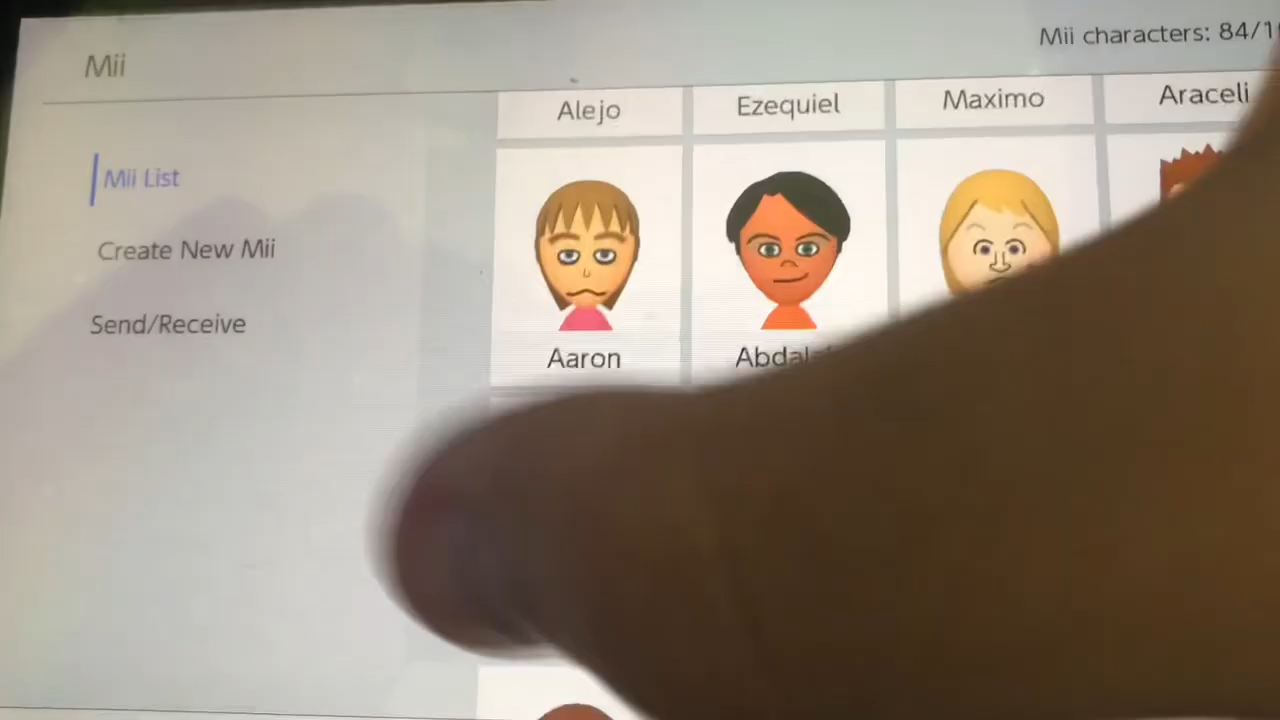 Mii
Mii characters: 84/1
Mii List
Create New Mii
Send/Receive
Alejo
Ezequiel
Maximo
Araceli
Aaron